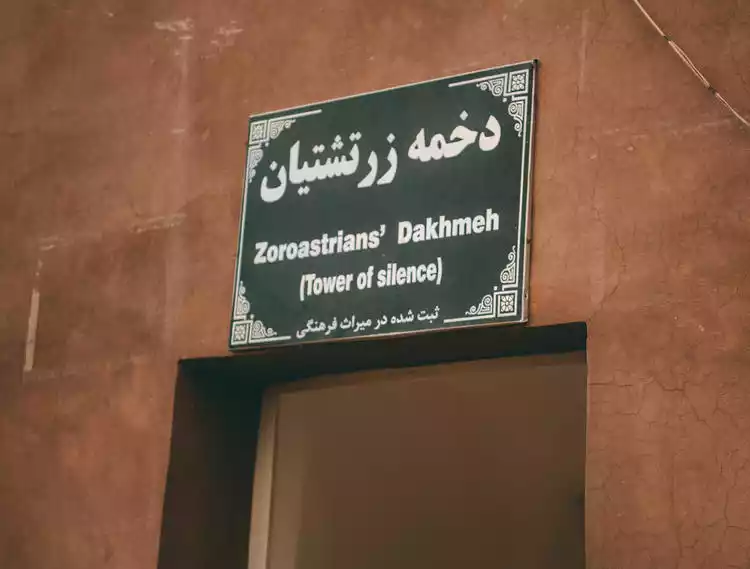 دخمه زرتشتیان
Zoroastrians' Dakhmeh
(Tower of silence)
ثبت شده در میراث فرهنگی